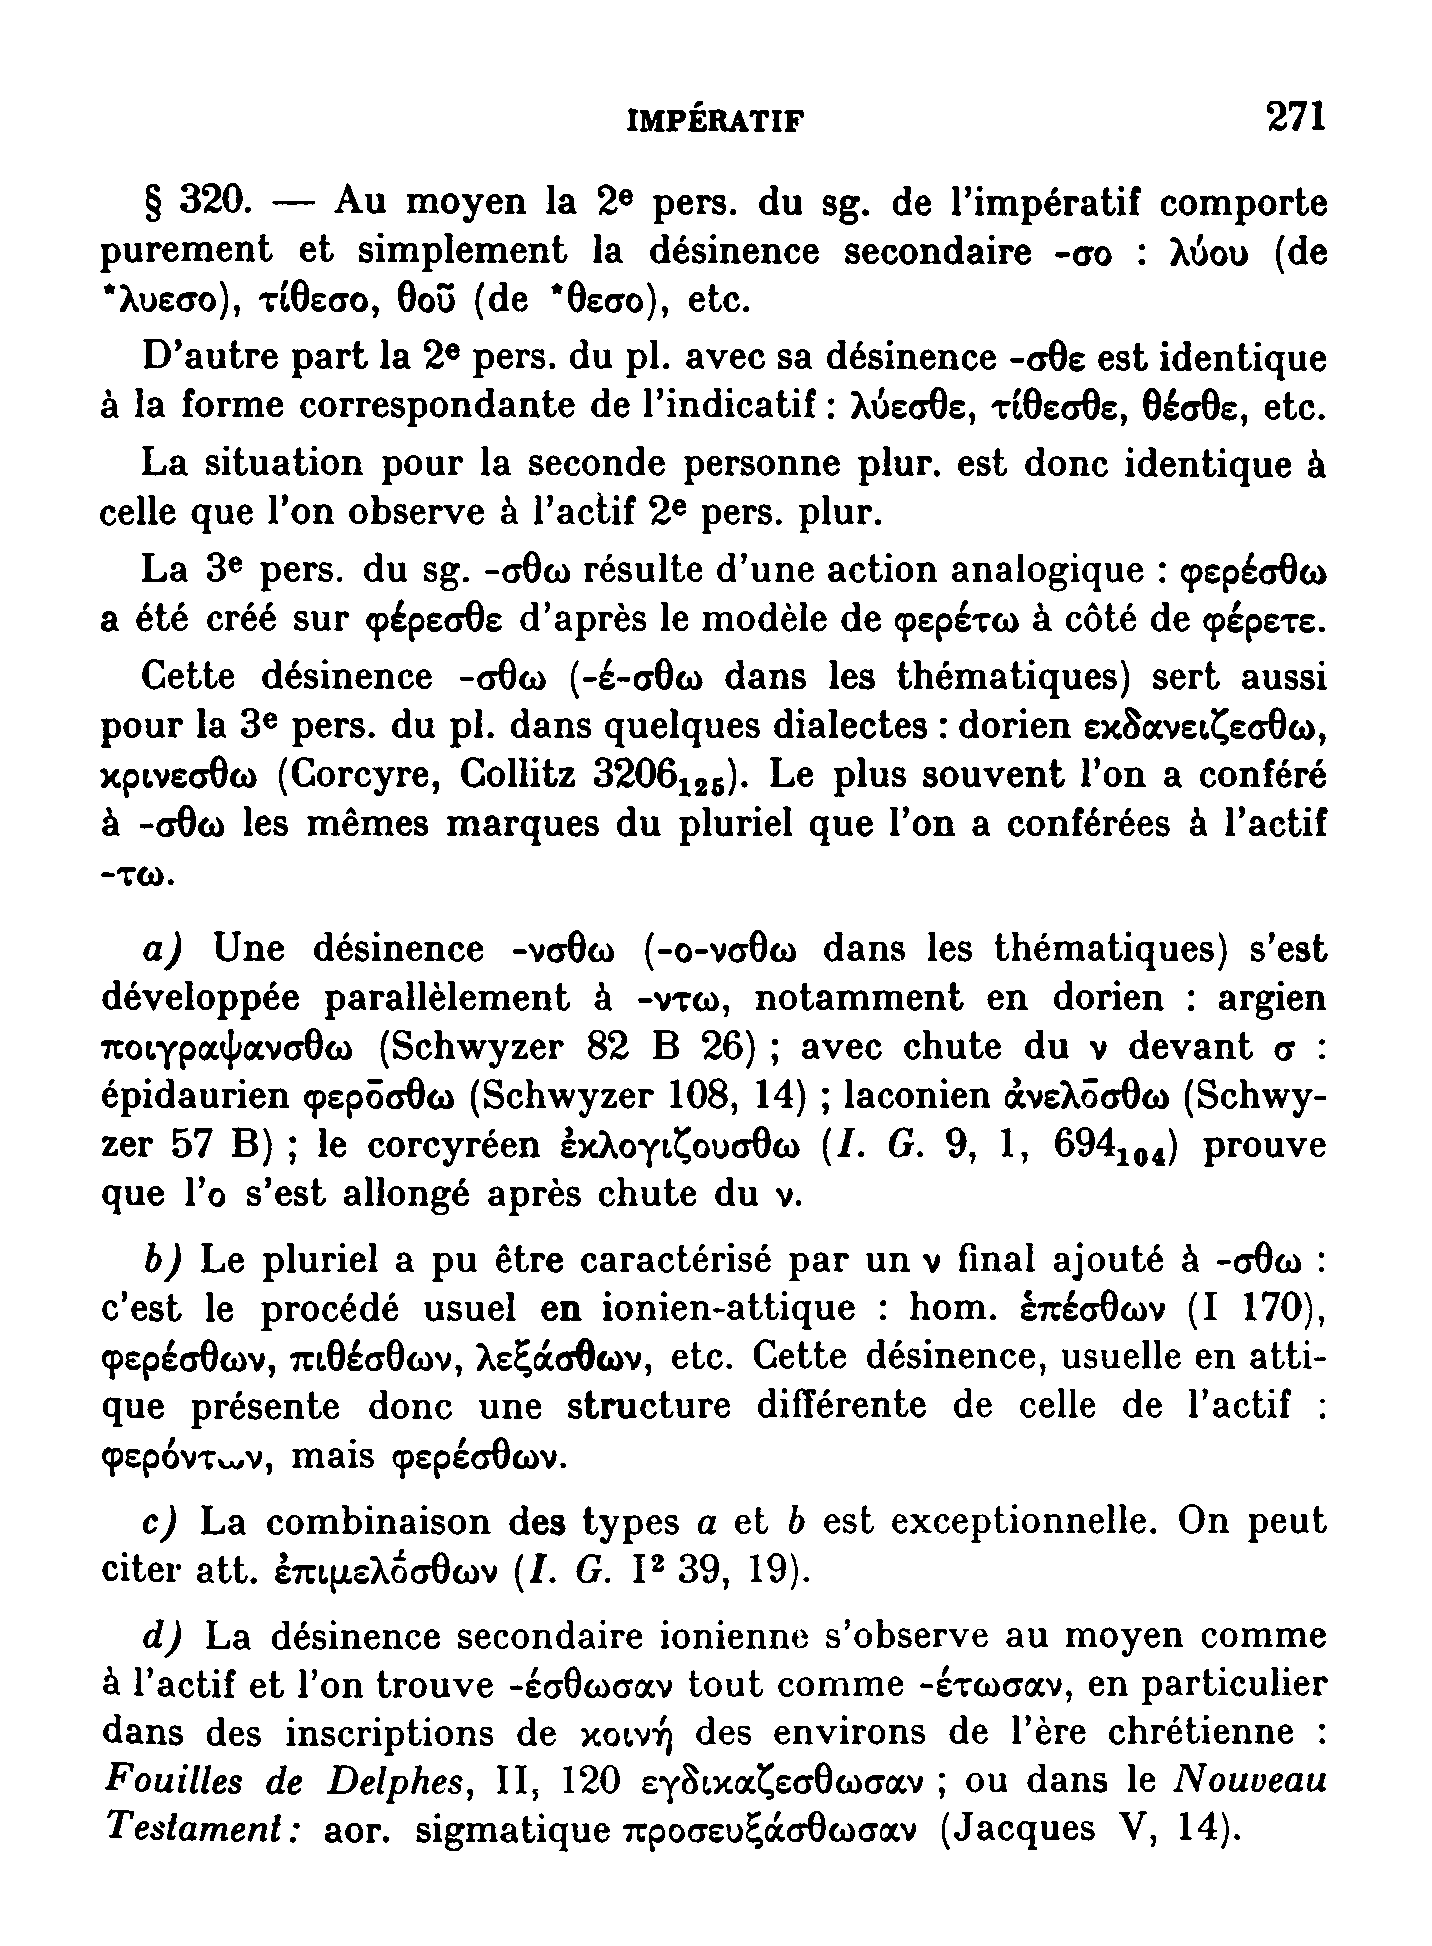 IMPÉRATIF 271
§ 320. — Au moyen la 2e pers. du sg. de l'impératif comporte
purement et simplement la désinence secondaire -σο : λύου (de
*λυεσο), τίθεσο, θοῦ (de *θεσο), etc.
D'autre part la 2e pers. du pl. avec sa désinence -σθε est identique
à la forme correspondante de l'indicatif : λύεσθε, τίθεσθε, θέσθε, etc.
La situation pour la seconde personne plur. est donc identique à
celle que l'on observe à l'actif 2e pers. plur.
La 3e pers. du sg. -σθω résulte d'une action analogique : φερέσθω
a été créé sur φέρεσθε d'après le modèle de φερέτω à côté de φέρετε.
Cette désinence -σθω (-έ-σθω dans les thématiques) sert aussi
pour la 3e pers. du pl. dans quelques dialectes : dorien εκδανειζεσθω,
κρινεσθω (Corcyre, Collitz 3206₁₂₅). Le plus souvent l'on a conféré
à -σθω les mêmes marques du pluriel que l'on a conférées à l'actif
-τω.
a) Une désinence -νσθω (-ο-νσθω dans les thématiques) s'est
développée parallèlement à -ντω, notamment en dorien : argien
ποιγραψανσθω (Schwyzer 82 B 26) ; avec chute du ν devant σ :
épidaurien φερο̄σθω (Schwyzer 108, 14) ; laconien ἀνελο̄σθω (Schwy-
zer 57 B) ; le corcyréen ἐκλογιζουσθω (I. G. 9, 1, 694₁₀₄) prouve
que l'ο s'est allongé après chute du ν.
b) Le pluriel a pu être caractérisé par un ν final ajouté à -σθω :
c'est le procédé usuel en ionien-attique : hom. ἐπέσθων (I 170),
φερέσθων, πιθέσθων, λεξάσθων, etc. Cette désinence, usuelle en atti-
que présente donc une structure différente de celle de l'actif :
φερόντων, mais φερέσθων.
c) La combinaison des types a et b est exceptionnelle. On peut
citer att. ἐπιμελο̄́σθων (I. G. I² 39, 19).
d) La désinence secondaire ionienne s'observe au moyen comme
à l'actif et l'on trouve -έσθωσαν tout comme -έτωσαν, en particulier
dans des inscriptions de κοινή des environs de l'ère chrétienne :
Fouilles de Delphes, II, 120 εγδικαζεσθωσαν ; ou dans le Nouveau
Testament : aor. sigmatique προσευξάσθωσαν (Jacques V, 14).